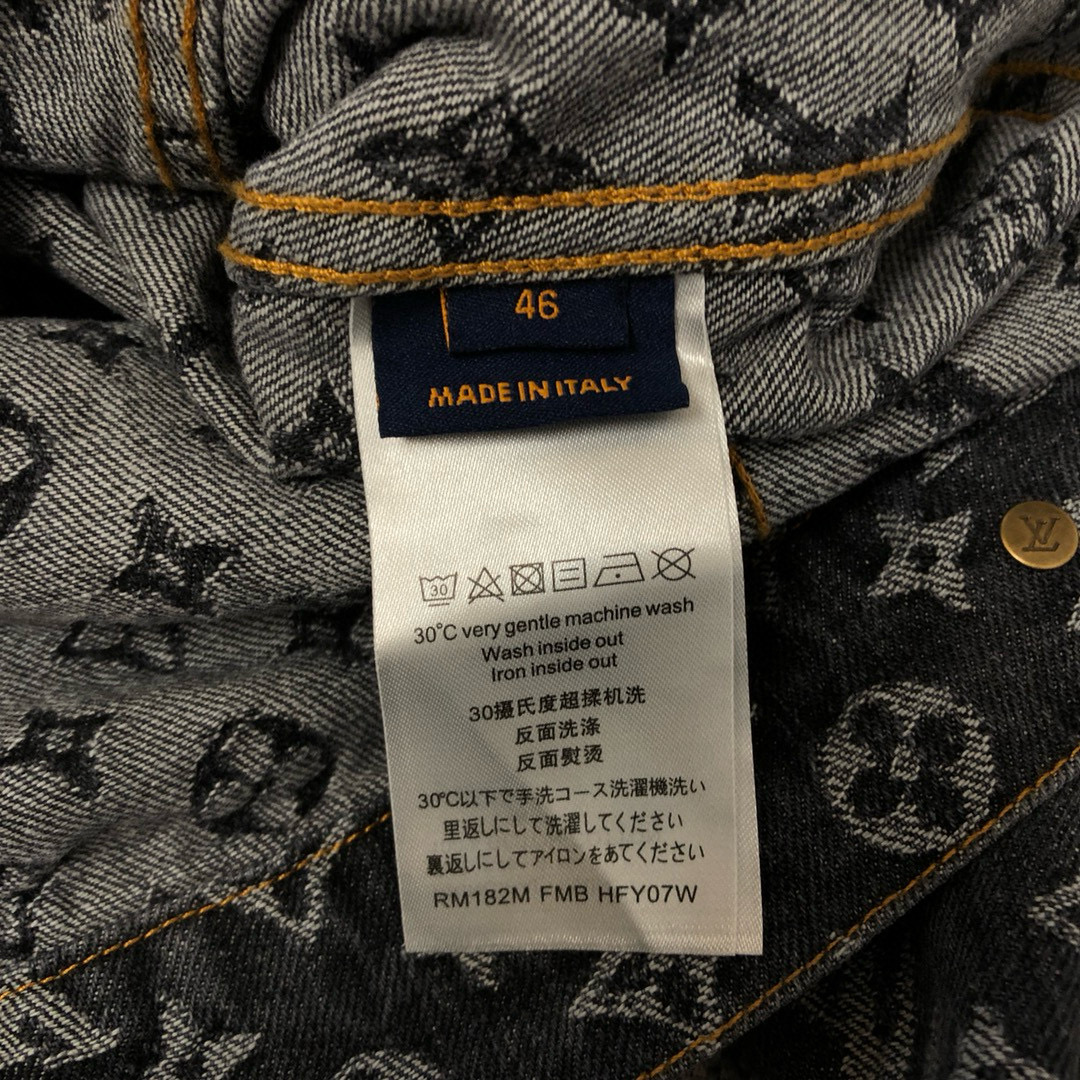 46
MADE IN ITALY
30
30°C very gentle machine wash
Wash inside out
Iron inside out
30摄氏度超揉机洗
反面洗涤
反面熨烫
30℃以下で手洗コース洗濯機洗い
里返しにして洗濯してください
裏返しにしてアイロンをあてください
RM182M FMB HFY07W
LV